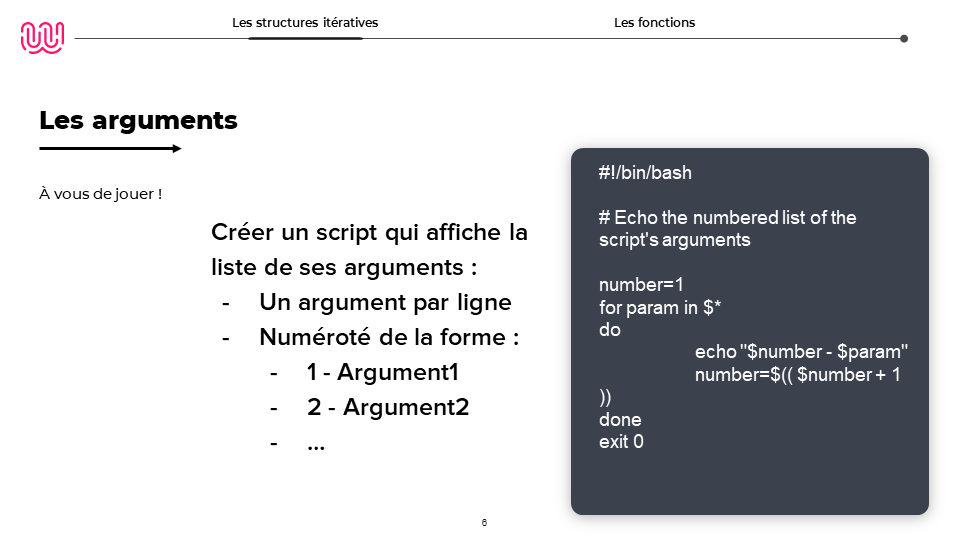 Les structures itératives
Les fonctions
Les arguments
À vous de jouer !
Créer un script qui affiche la
liste de ses arguments :
- Un argument par ligne
- Numéroté de la forme :
- 1 - Argument1
- 2 - Argument2
- ...
#!/bin/bash
# Echo the numbered list of the
script's arguments
number=1
for param in $*
do
echo "$number - $param"
number=$(( $number + 1
))
done
exit 0
6